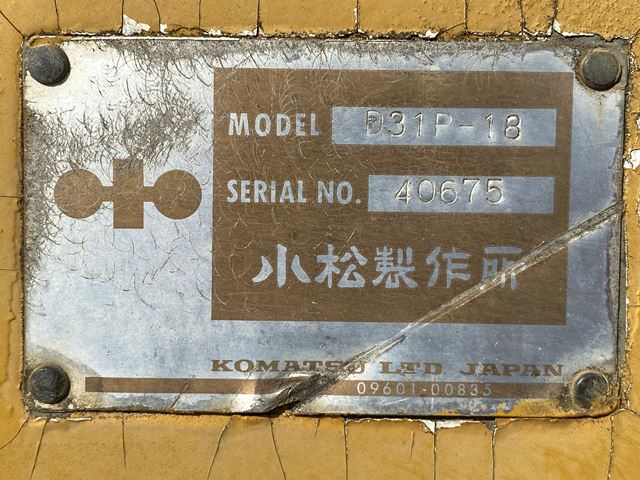 MODEL D31P-18
SERIAL NO. 40675
小松製作所
KOMATSU LTD JAPAN
09601-00835